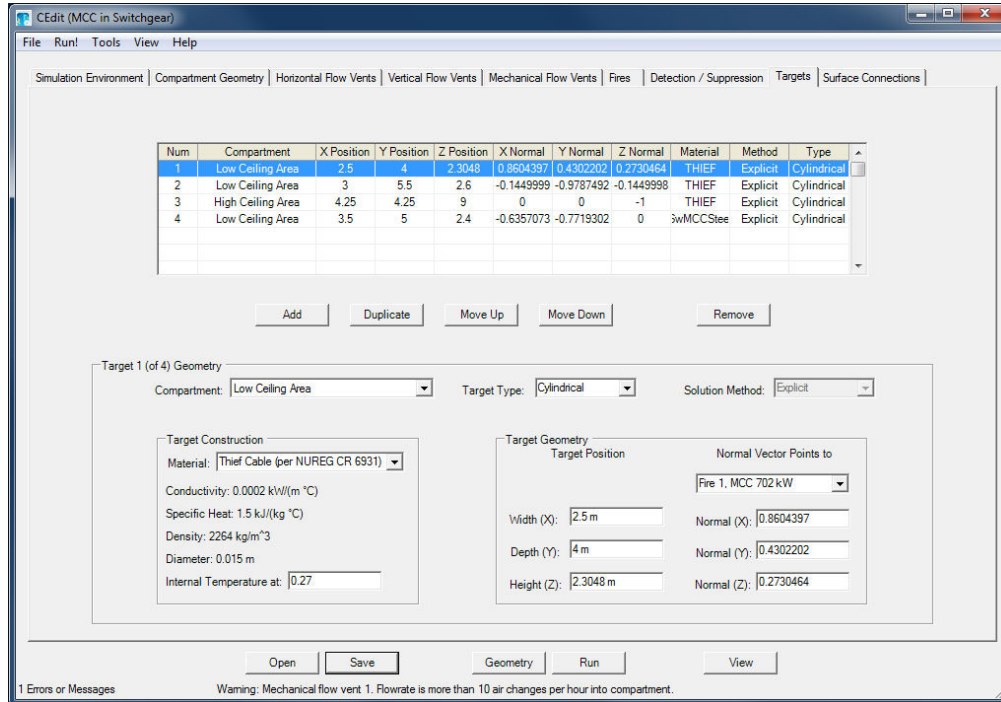 CEdit (MCC in Switchgear)
File Run! Tools View Help
Simulation Environment Compartment Geometry Horizontal Flow Vents Vertical Flow Vents Mechanical Flow Vents Fires Detection / Suppression Targets Surface Connections
Num Compartment X Position Y Position Z Position X Normal Y Normal Z Normal Material Method Type
1 Low Ceiling Area 2.5 4 2.3048 0.8604397 0.4302202 0.2730464 THIEF Explicit Cylindrical
2 Low Ceiling Area 3 5.5 2.6 -0.1449999 -0.9787492 -0.1449998 THIEF Explicit Cylindrical
3 High Ceiling Area 4.25 4.25 9 0 0 -1 THIEF Explicit Cylindrical
4 Low Ceiling Area 3.5 5 2.4 -0.6357073 -0.7719302 0 SwMCCStee Explicit Cylindrical
Add Duplicate Move Up Move Down Remove
Target 1 (of 4) Geometry
Compartment: Low Ceiling Area Target Type: Cylindrical Solution Method: Explicit
Target Construction
Material: Thief Cable (per NUREG CR 6931)
Conductivity: 0.0002 kW/(m °C)
Specific Heat: 1.5 kJ/(kg °C)
Density: 2264 kg/m^3
Diameter: 0.015 m
Internal Temperature at: 0.27
Target Geometry
Target Position Normal Vector Points to
Fire 1, MCC 702 kW
Width (X): 2.5 m Normal (X): 0.8604397
Depth (Y): 4 m Normal (Y): 0.4302202
Height (Z): 2.3048 m Normal (Z): 0.2730464
Open Save Geometry Run View
1 Errors or Messages Warning: Mechanical flow vent 1. Flowrate is more than 10 air changes per hour into compartment.